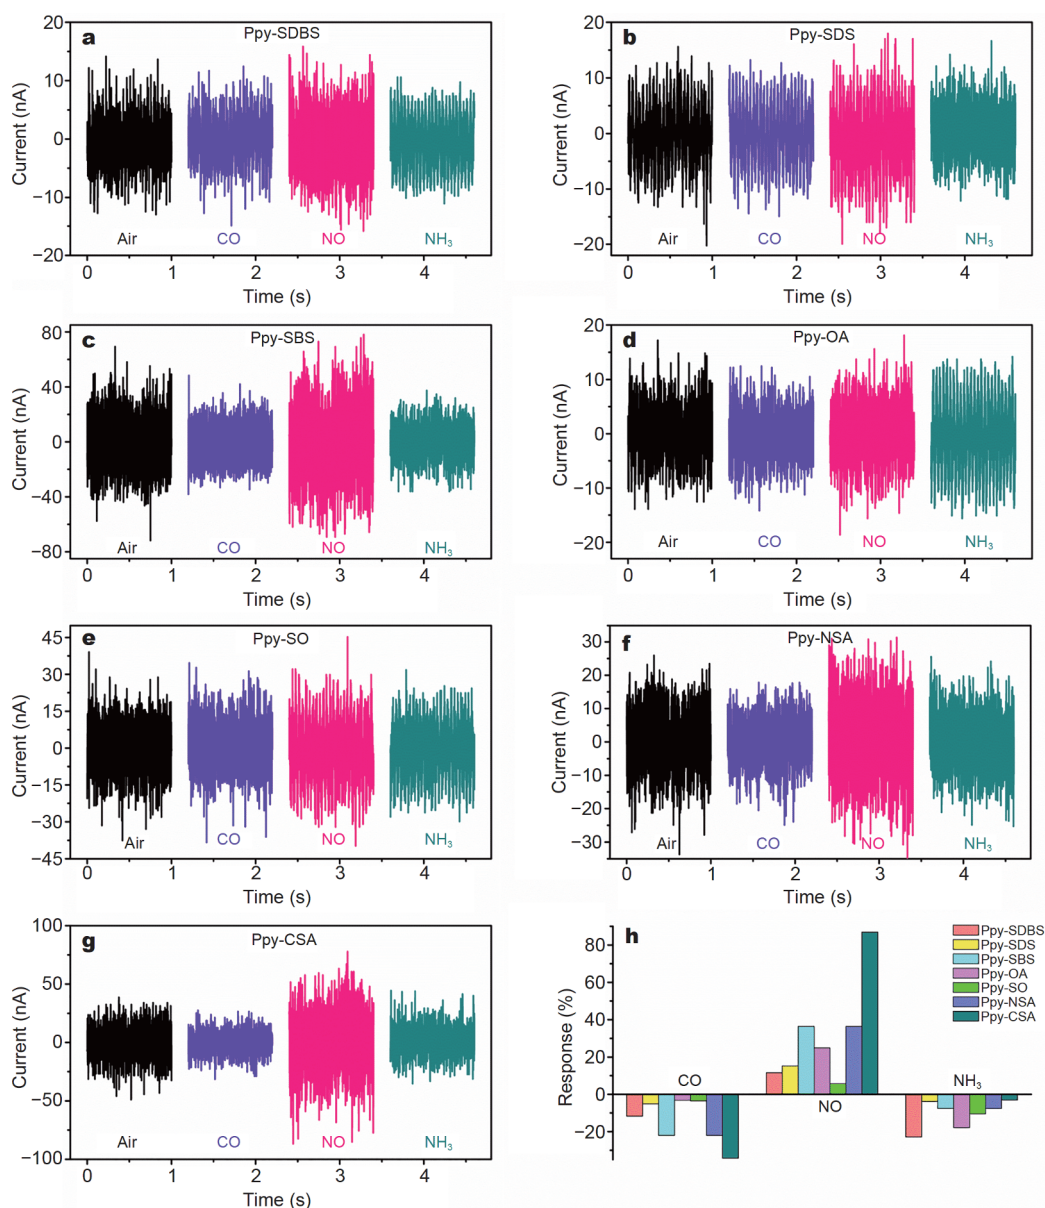 a
Ppy-SDBS
20
10
0
−10
−20
Current (nA)
Air
CO
NO
NH₃
0
1
2
3
4
Time (s)
b
Ppy-SDS
20
10
0
−10
−20
Current (nA)
Air
CO
NO
NH₃
0
1
2
3
4
Time (s)
c
Ppy-SBS
80
40
0
−40
−80
Current (nA)
Air
CO
NO
NH₃
0
1
2
3
4
Time (s)
d
Ppy-OA
20
10
0
−10
−20
Current (nA)
Air
CO
NO
NH₃
0
1
2
3
4
Time (s)
e
Ppy-SO
45
30
15
0
−15
−30
−45
Current (nA)
Air
CO
NO
NH₃
0
1
2
3
4
Time (s)
f
Ppy-NSA
30
20
10
0
−10
−20
−30
Current (nA)
Air
CO
NO
NH₃
0
1
2
3
4
Time (s)
g
Ppy-CSA
100
50
0
−50
−100
Current (nA)
Air
CO
NO
NH₃
0
1
2
3
4
Time (s)
h
Ppy-SDBS
Ppy-SDS
Ppy-SBS
Ppy-OA
Ppy-SO
Ppy-NSA
Ppy-CSA
80
60
40
20
0
−20
Response (%)
CO
NO
NH₃